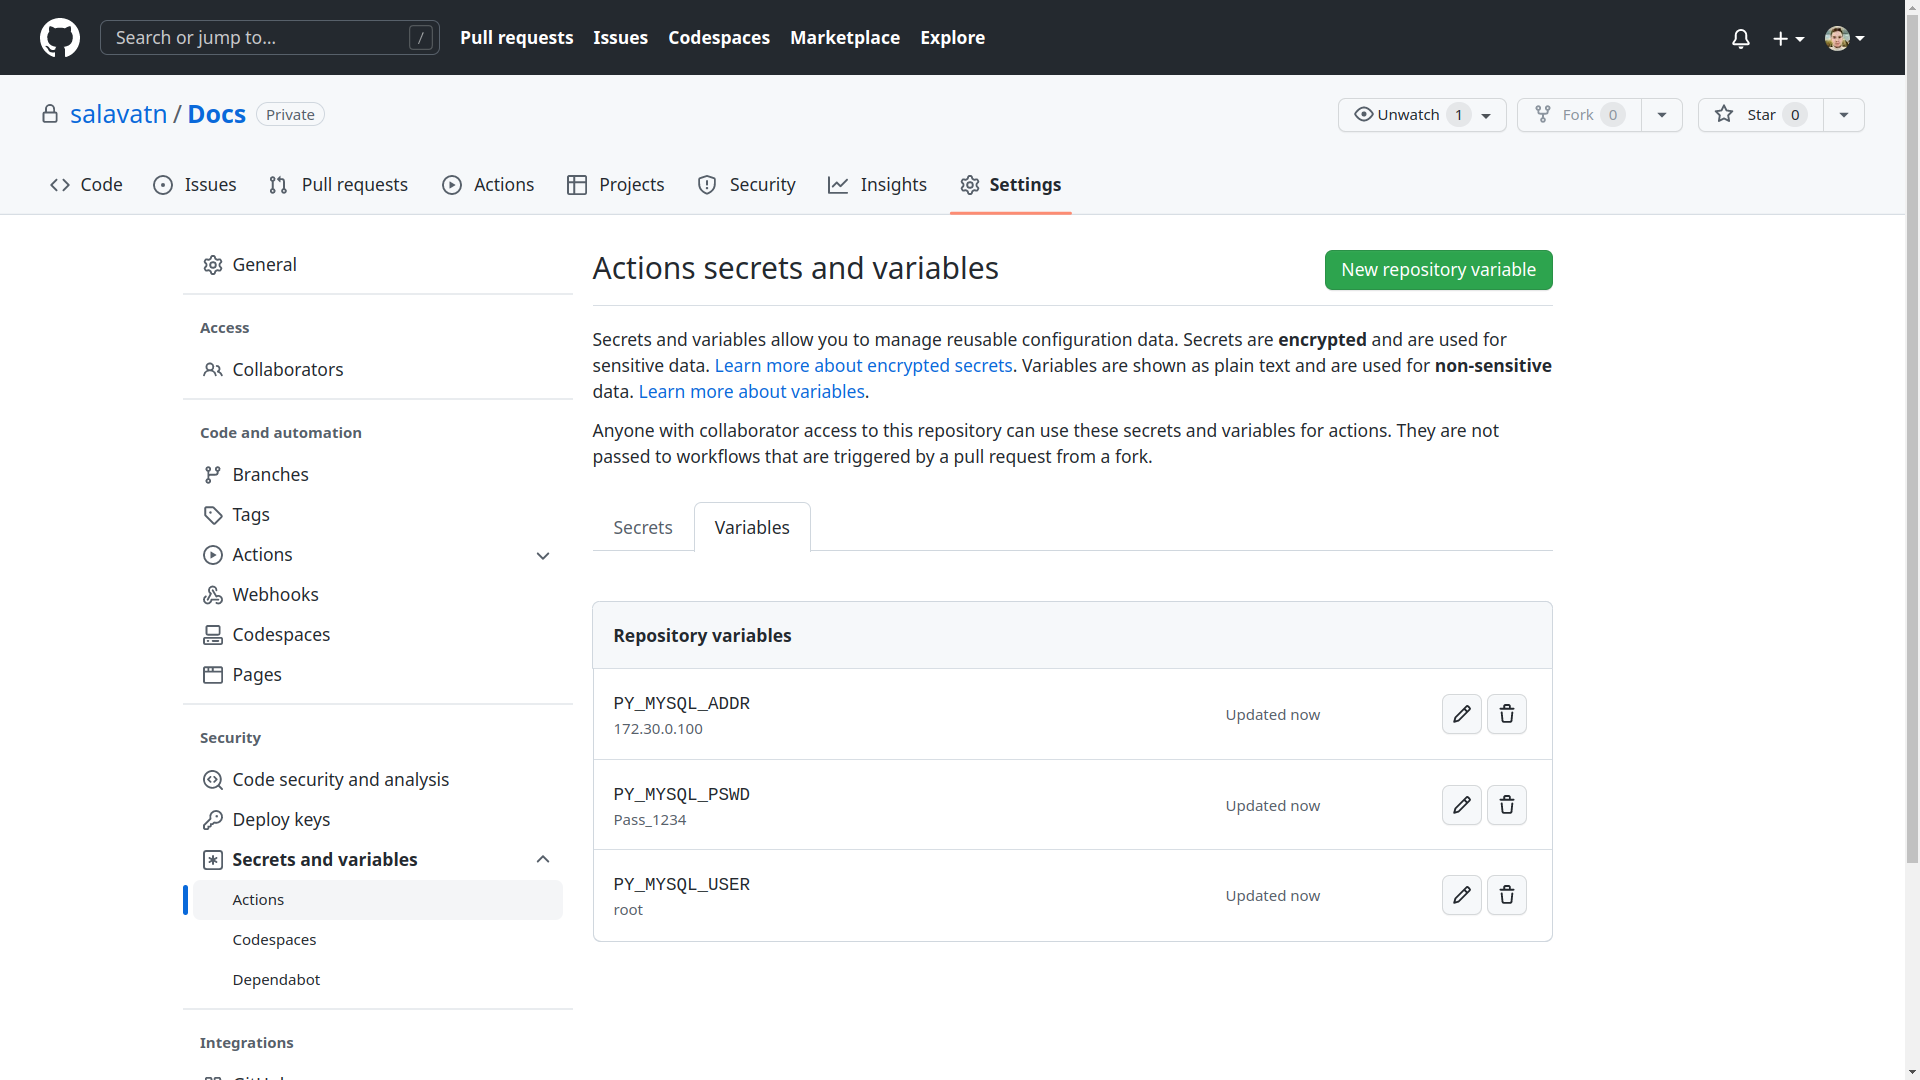 Search or jump to... /
Pull requests
Issues
Codespaces
Marketplace
Explore
salavatn / Docs Private
Unwatch 1
Fork 0
Star 0
Code
Issues
Pull requests
Actions
Projects
Security
Insights
Settings
General
Access
Collaborators
Code and automation
Branches
Tags
Actions
Webhooks
Codespaces
Pages
Security
Code security and analysis
Deploy keys
Secrets and variables
Actions
Codespaces
Dependabot
Integrations
Actions secrets and variables
New repository variable
Secrets and variables allow you to manage reusable configuration data. Secrets are encrypted and are used for
sensitive data. Learn more about encrypted secrets. Variables are shown as plain text and are used for non-sensitive
data. Learn more about variables.
Anyone with collaborator access to this repository can use these secrets and variables for actions. They are not
passed to workflows that are triggered by a pull request from a fork.
Secrets
Variables
Repository variables
PY_MYSQL_ADDR
172.30.0.100
Updated now
PY_MYSQL_PSWD
Pass_1234
Updated now
PY_MYSQL_USER
root
Updated now